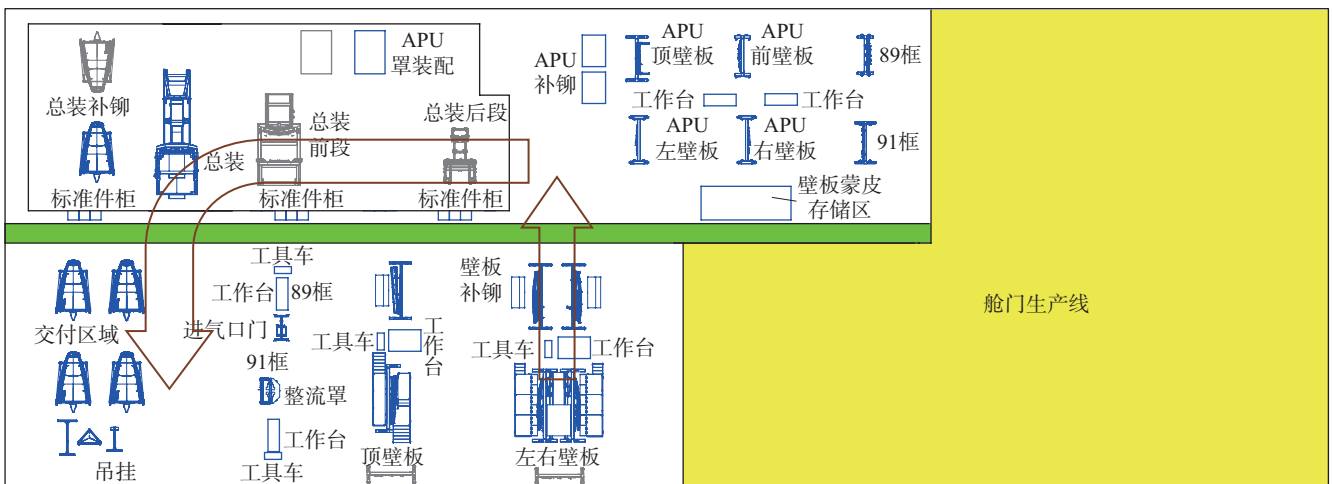 APU
罩装配
总装补铆
总装
总装
前段
总装后段
标准件柜
标准件柜
标准件柜
APU
补铆
APU
顶壁板
APU
前壁板
89框
工作台
工作台
APU
左壁板
APU
右壁板
91框
壁板蒙皮
存储区
交付区域
吊挂
工具车
工作台
89框
进气口门
91框
整流罩
工作台
工具车
工具车
工作台
顶壁板
壁板
补铆
工具车
工作台
左右壁板
舱门生产线